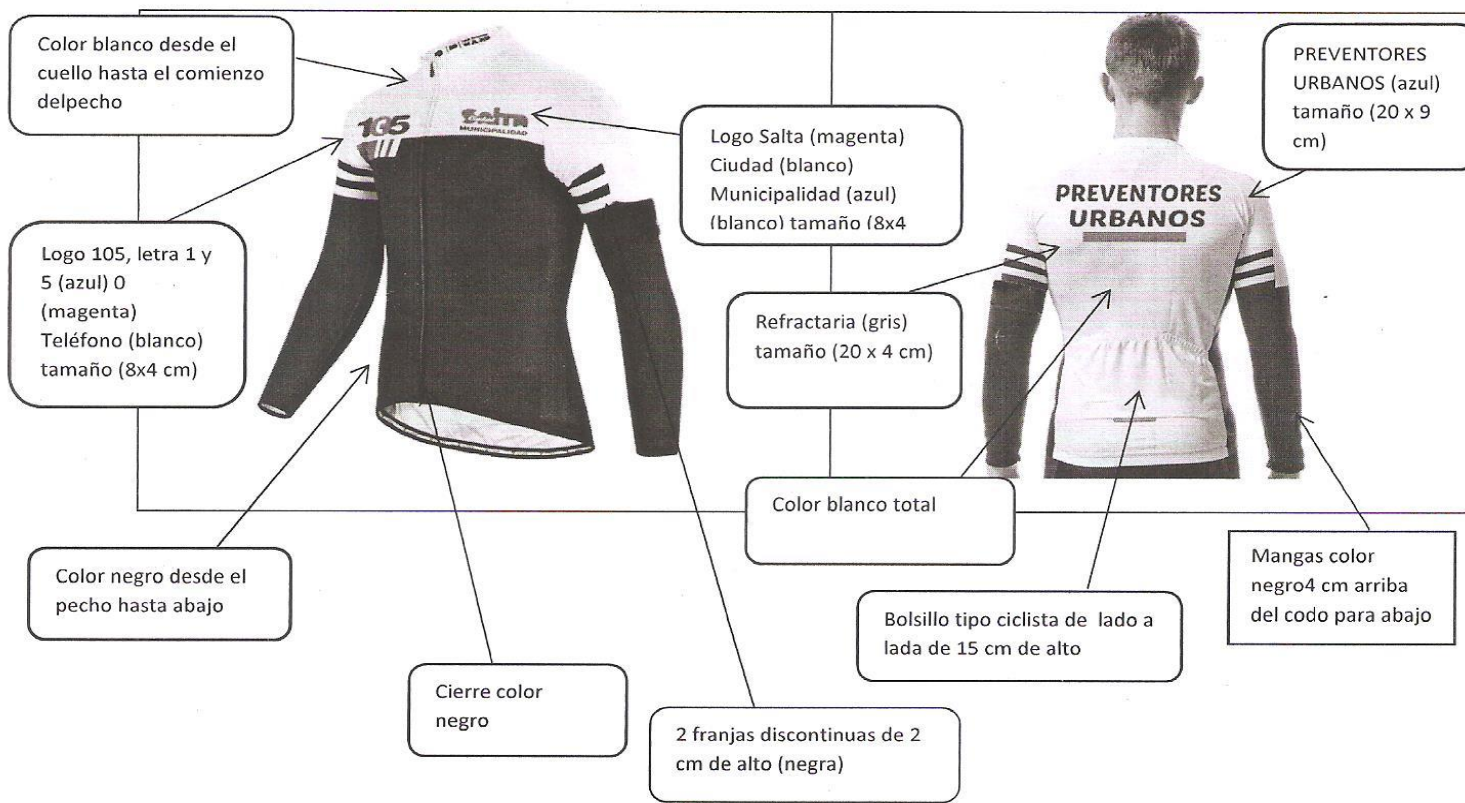 Color blanco desde el
cuello hasta el comienzo
delpecho
105
Salta
MUNICIPALIDAD
Logo Salta (magenta)
Ciudad (blanco)
Municipalidad (azul)
(blanco) tamaño (8x4
Logo 105, letra 1 y
5 (azul) 0
(magenta)
Teléfono (blanco)
tamaño (8x4 cm)
PREVENTORES
URBANOS (azul)
tamaño (20 x 9
cm)
PREVENTORES
URBANOS
Refractaria (gris)
tamaño (20 x 4 cm)
Color blanco total
Color negro desde el
pecho hasta abajo
Bolsillo tipo ciclista de lado a
lada de 15 cm de alto
Mangas color
negro4 cm arriba
del codo para abajo
Cierre color
negro
2 franjas discontinuas de 2
cm de alto (negra)